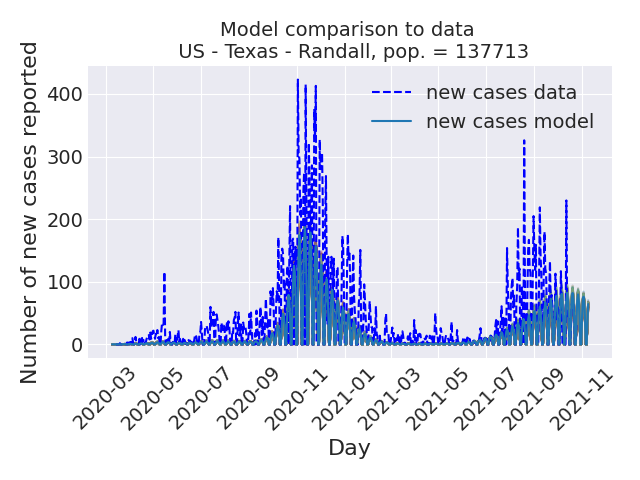 Model comparison to data
US - Texas - Randall, pop. = 137713
Number of new cases reported
400
300
200
100
0
new cases data
new cases model
2020-03
2020-05
2020-07
2020-09
2020-11
2021-01
2021-03
2021-05
2021-07
2021-09
2021-11
Day